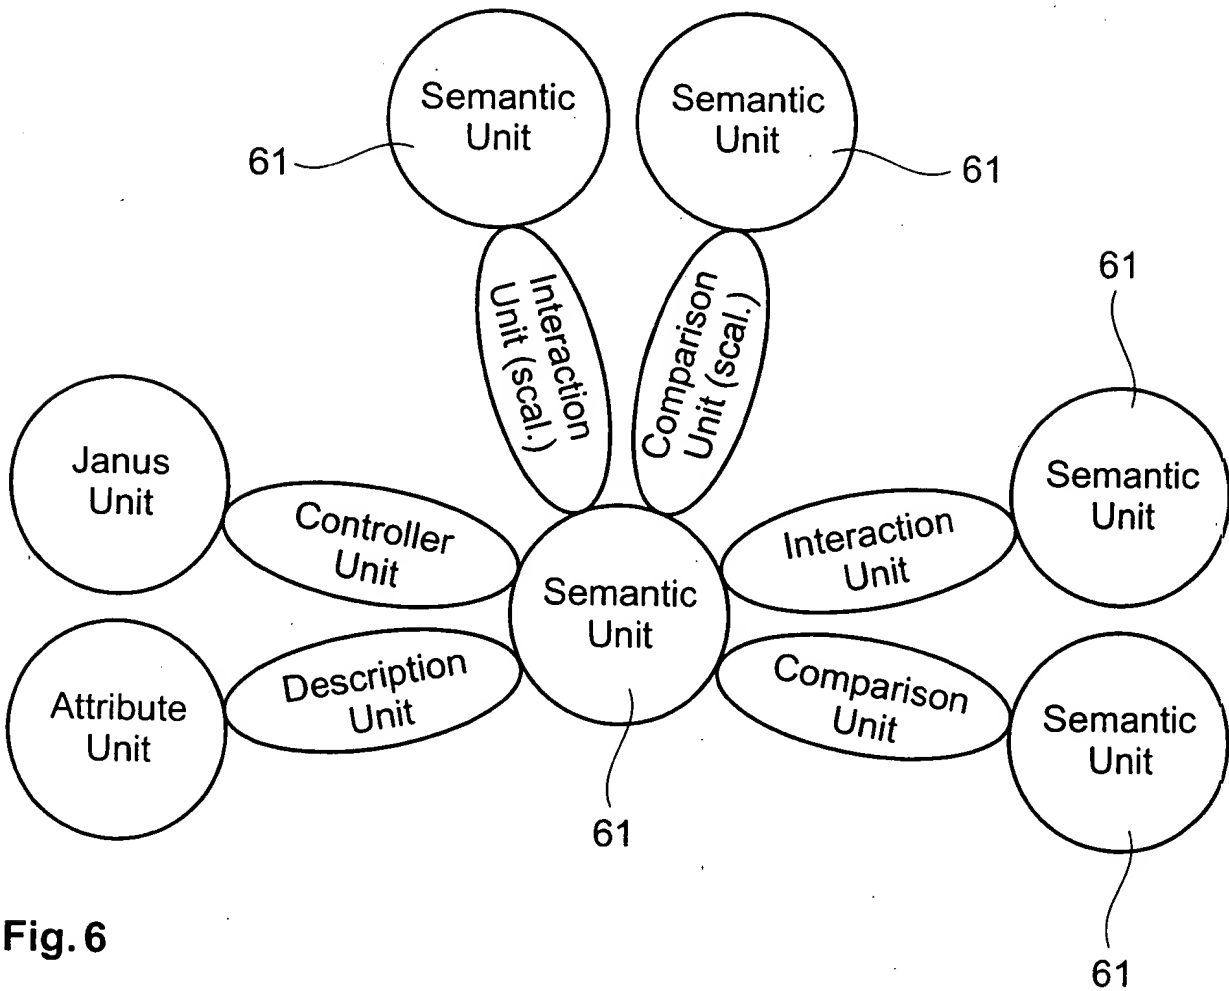 Semantic
Unit
61
Semantic
Unit
61
Interaction
Unit (scal.)
Comparison
Unit (scal.)
61
Janus
Unit
Controller
Unit
Interaction
Unit
Semantic
Unit
Semantic
Unit
Attribute
Unit
Description
Unit
Comparison
Unit
Semantic
Unit
61
61
Fig. 6